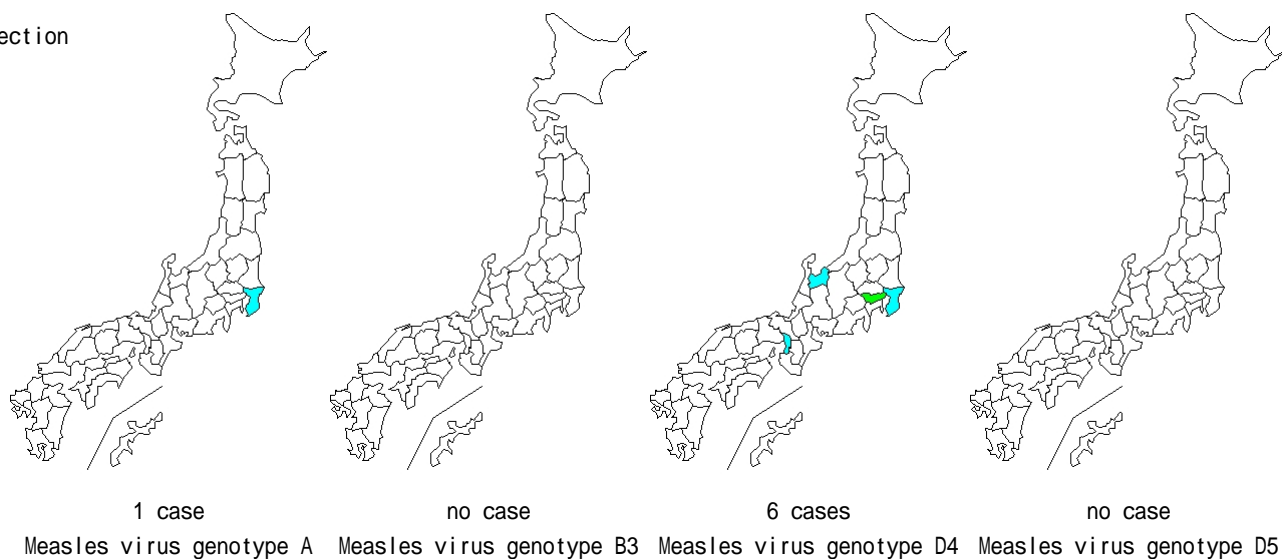 ection
1 case no case 6 cases no case
Measles virus genotype A Measles virus genotype B3 Measles virus genotype D4 Measles virus genotype D5